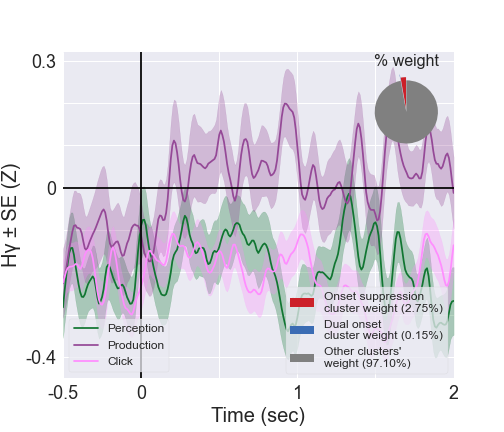 % weight
0.3
0
-0.4
Hγ ± SE (Z)
Perception
Production
Click
Onset suppression
cluster weight (2.75%)
Dual onset
cluster weight (0.15%)
Other clusters'
weight (97.10%)
-0.5
0
1
2
Time (sec)